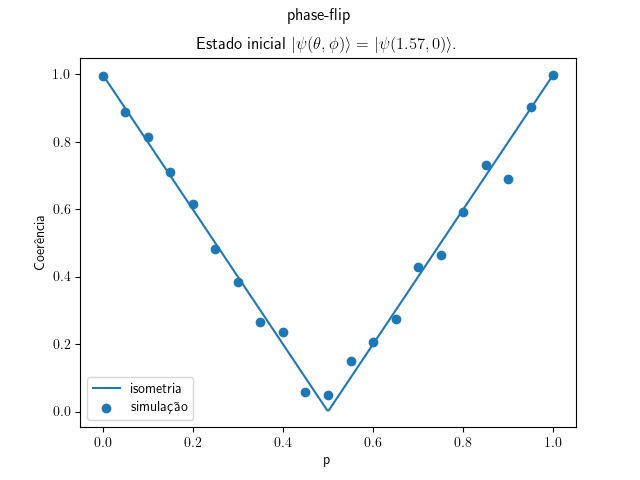 phase-flip
Estado inicial |ψ(θ, ϕ)⟩ = |ψ(1.57, 0)⟩.
1.0
0.8
0.6
0.4
0.2
0.0
Coerência
isometria
simulação
0.0 0.2 0.4 0.6 0.8 1.0
p